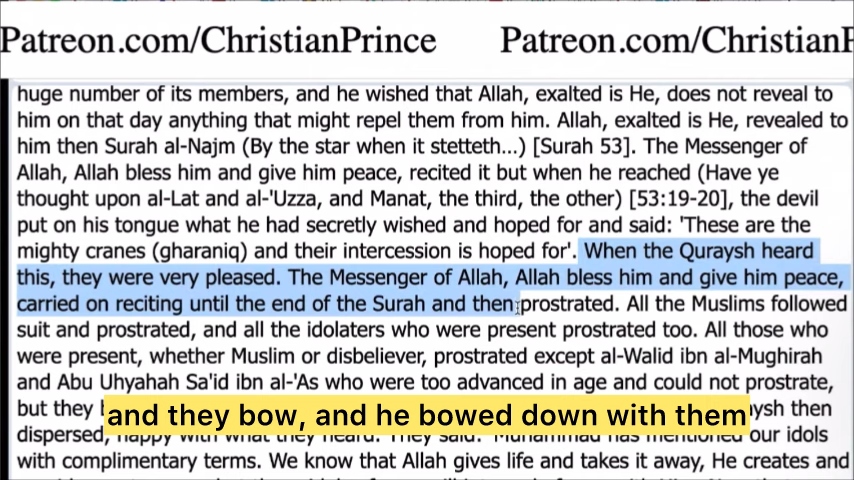 Patreon.com/ChristianPrince Patreon.com/ChristianP
huge number of its members, and he wished that Allah, exalted is He, does not reveal to
him on that day anything that might repel them from him. Allah, exalted is He, revealed to
him then Surah al-Najm (By the star when it stetteth...) [Surah 53]. The Messenger of
Allah, Allah bless him and give him peace, recited it but when he reached (Have ye
thought upon al-Lat and al-'Uzza, and Manat, the third, the other) [53:19-20], the devil
put on his tongue what he had secretly wished and hoped for and said: 'These are the
mighty cranes (gharaniq) and their intercession is hoped for'. When the Quraysh heard
this, they were very pleased. The Messenger of Allah, Allah bless him and give him peace,
carried on reciting until the end of the Surah and then prostrated. All the Muslims followed
suit and prostrated, and all the idolaters who were present prostrated too. All those who
were present, whether Muslim or disbeliever, prostrated except al-Walid ibn al-Mughirah
and Abu Uhyahah Sa'id ibn al-'As who were too advanced in age and could not prostrate,
but they ysh then
and they bow, and he bowed down with them
dispersed, happy with what they heard. They said: 'Muhammad has mentioned our idols
with complimentary terms. We know that Allah gives life and takes it away, He creates and